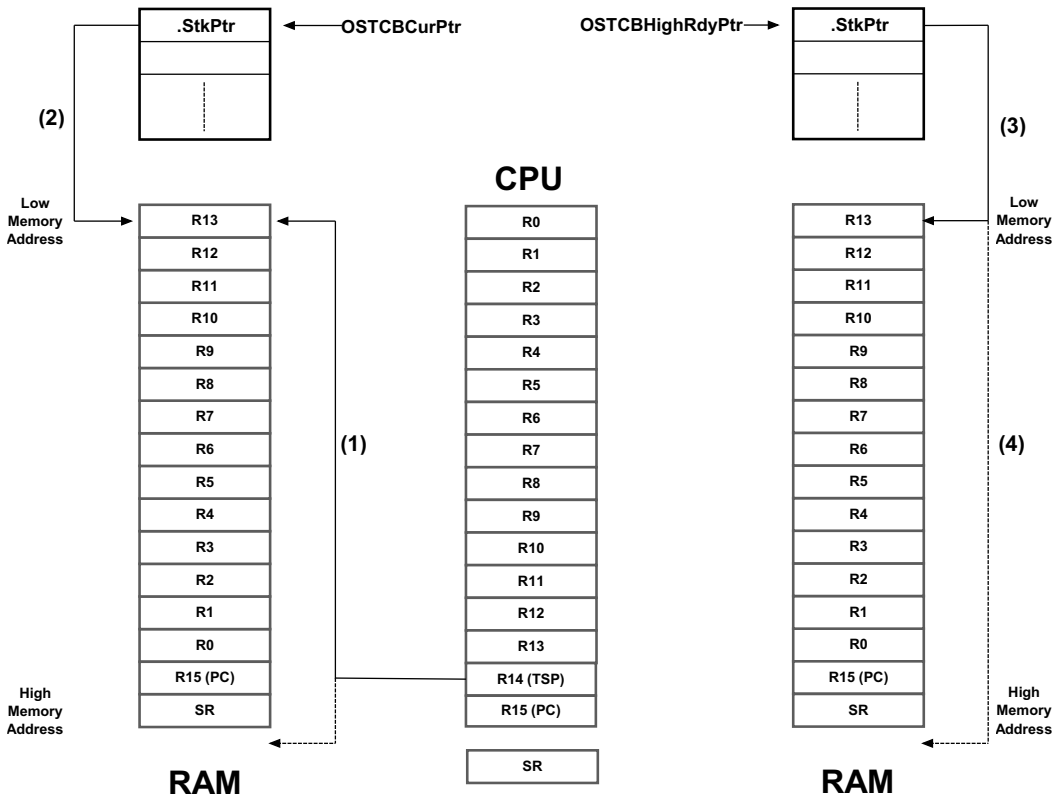 .StkPtr
OSTCBCurPtr
OSTCBHighRdyPtr
.StkPtr
(2)
(3)
CPU
Low
Memory
Address
R13
R12
R11
R10
R9
R8
R7
R6
R5
R4
R3
R2
R1
R0
R15 (PC)
SR
High
Memory
Address
RAM
(1)
R0
R1
R2
R3
R4
R5
R6
R7
R8
R9
R10
R11
R12
R13
R14 (TSP)
R15 (PC)
SR
R13
R12
R11
R10
R9
R8
R7
R6
R5
R4
R3
R2
R1
R0
R15 (PC)
SR
RAM
Low
Memory
Address
(4)
High
Memory
Address